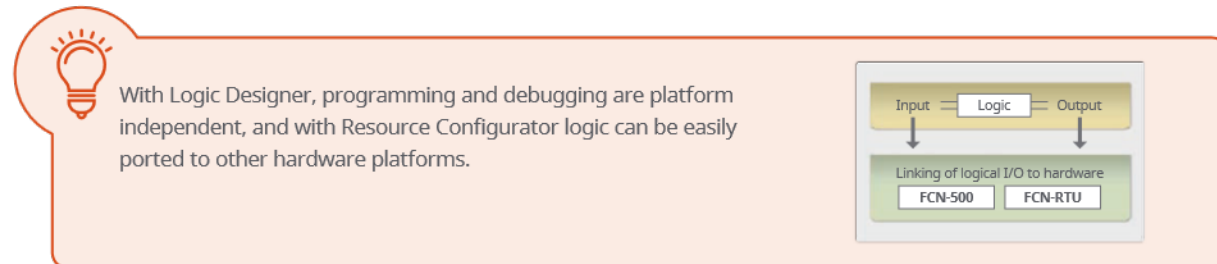 With Logic Designer, programming and debugging are platform
independent, and with Resource Configurator logic can be easily
ported to other hardware platforms.
Input Logic Output
Linking of logical I/O to hardware
FCN-500 FCN-RTU